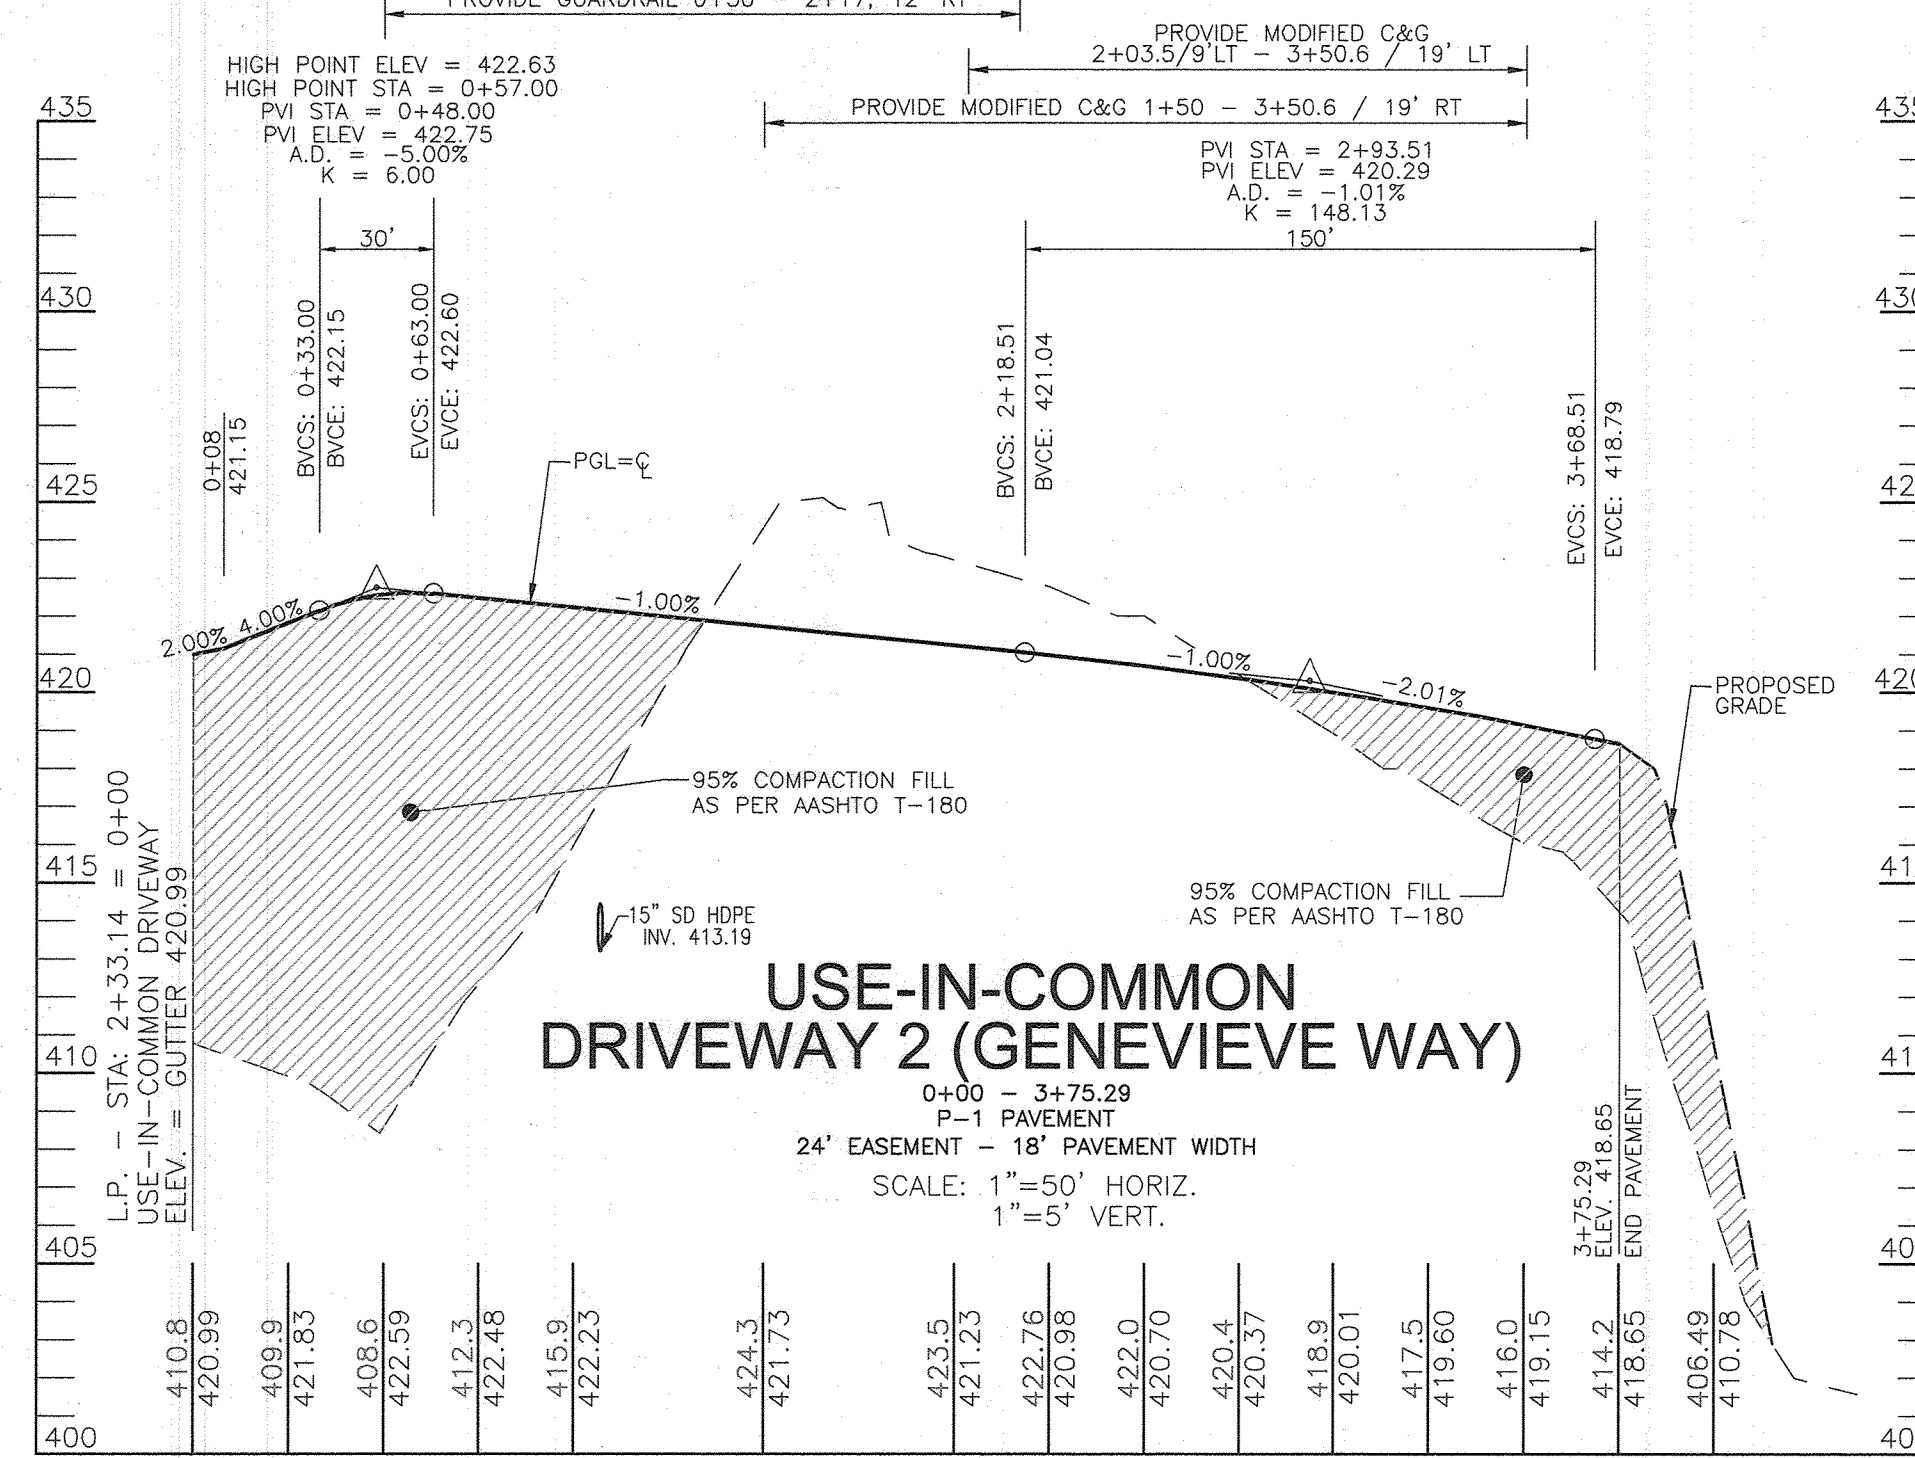 HIGH POINT ELEV = 422.63
HIGH POINT STA = 0+57.00
PVI STA = 0+48.00
PVI ELEV = 422.75
A.D. = -5.00%
K = 6.00
30'
PROVIDE MODIFIED C&G
2+03.5/9'LT - 3+50.6 / 19' LT
PROVIDE MODIFIED C&G 1+50 - 3+50.6 / 19' RT
PVI STA = 2+93.51
PVI ELEV = 420.29
A.D. = -1.01%
K = 148.13
150'
435
430
425
420
415
410
405
400
0+08
421.15
BVCS: 0+33.00
BVCE: 422.15
EVCS: 0+63.00
EVCE: 422.60
BVCS: 2+18.51
BVCE: 421.04
EVCS: 3+68.51
EVCE: 418.79
PGL=℄
2.00%
4.00%
-1.00%
-1.00%
-2.01%
PROPOSED
GRADE
95% COMPACTION FILL
AS PER AASHTO T-180
95% COMPACTION FILL
AS PER AASHTO T-180
15" SD HDPE
INV. 413.19
L.P. - STA: 2+33.14 = 0+00
USE-IN-COMMON DRIVEWAY
ELEV. = GUTTER 420.99
USE-IN-COMMON
DRIVEWAY 2 (GENEVIEVE WAY)
0+00 - 3+75.29
P-1 PAVEMENT
24' EASEMENT - 18' PAVEMENT WIDTH
SCALE: 1"=50' HORIZ.
1"=5' VERT.
3+75.29
ELEV. 418.65
END PAVEMENT
410.8
420.99
409.9
421.83
408.6
422.59
412.3
422.48
415.9
422.23
424.3
421.73
423.5
421.23
422.76
420.98
422.0
420.70
420.4
420.37
418.9
420.01
417.5
419.60
416.0
419.15
414.2
418.65
406.49
410.78